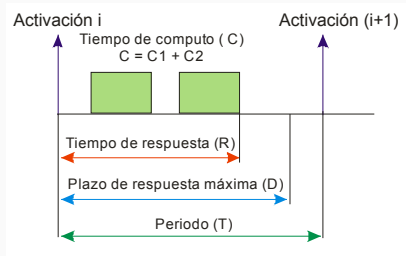 Activación i
Activación (i+1)
Tiempo de computo ( C)
C = C1 + C2
Tiempo de respuesta (R)
Plazo de respuesta máxima (D)
Periodo (T)